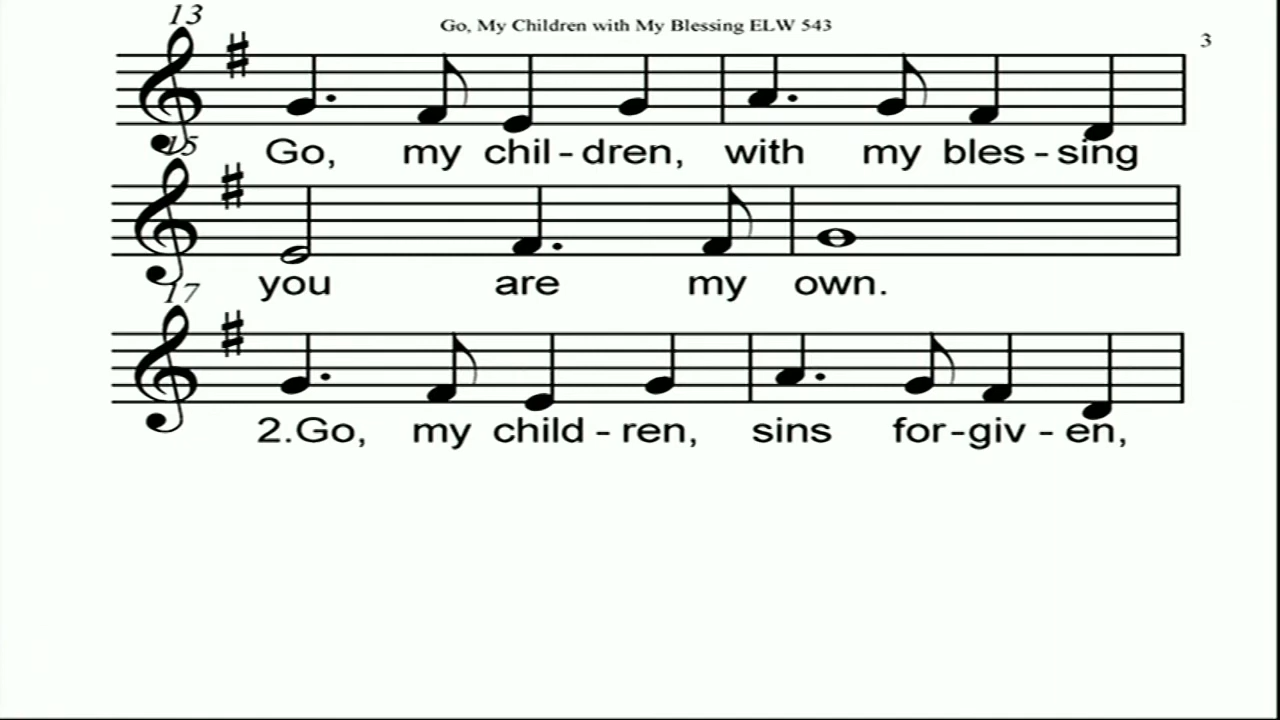 13
Go, My Children with My Blessing ELW 543
3
Go, my chil - dren, with my bles - sing
15
you are my own.
17
2.Go, my child - ren, sins for-giv - en,